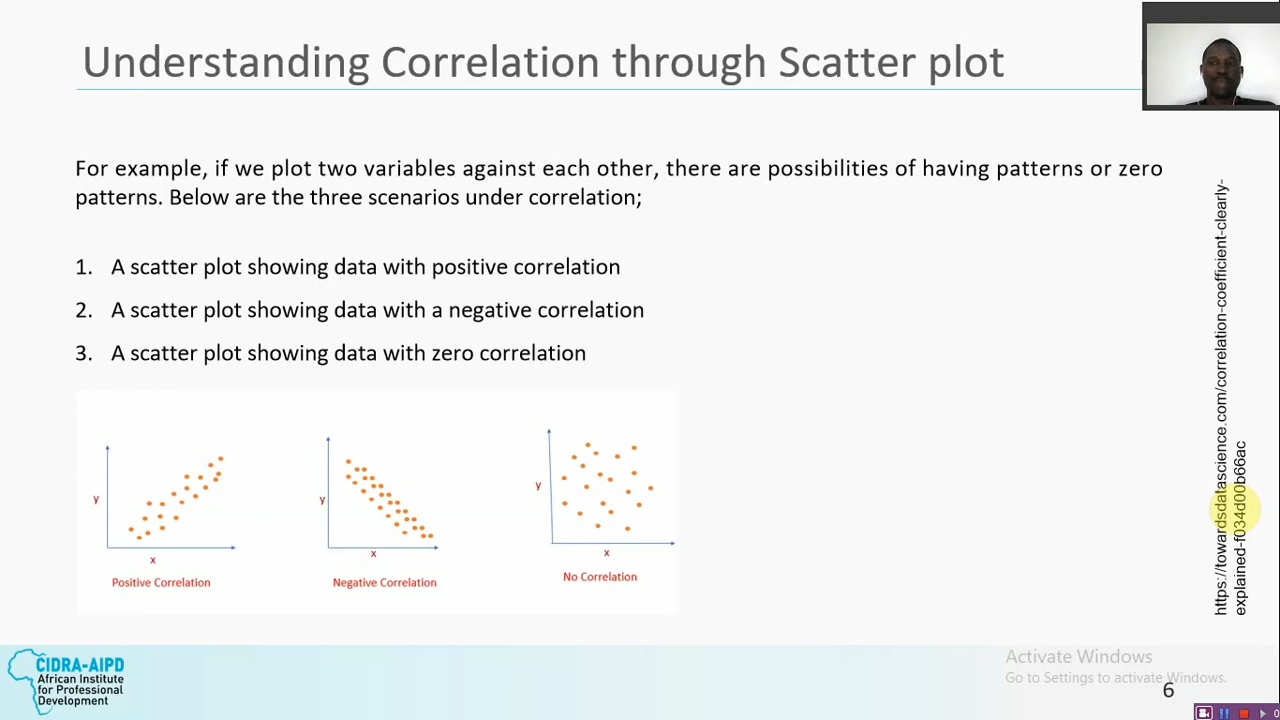 Understanding Correlation through Scatter plot
For example, if we plot two variables against each other, there are possibilities of having patterns or zero
patterns. Below are the three scenarios under correlation;
1. A scatter plot showing data with positive correlation
2. A scatter plot showing data with a negative correlation
3. A scatter plot showing data with zero correlation
y
x
Positive Correlation
y
x
Negative Correlation
y
x
No Correlation
https://towardsdatascience.com/correlation-coefficient-clearly-
explained-f034d00b66ac
CIDRA-AIPD
African Institute
for Professional
Development
Activate Windows
Go to Settings to activate Windows.
6
0